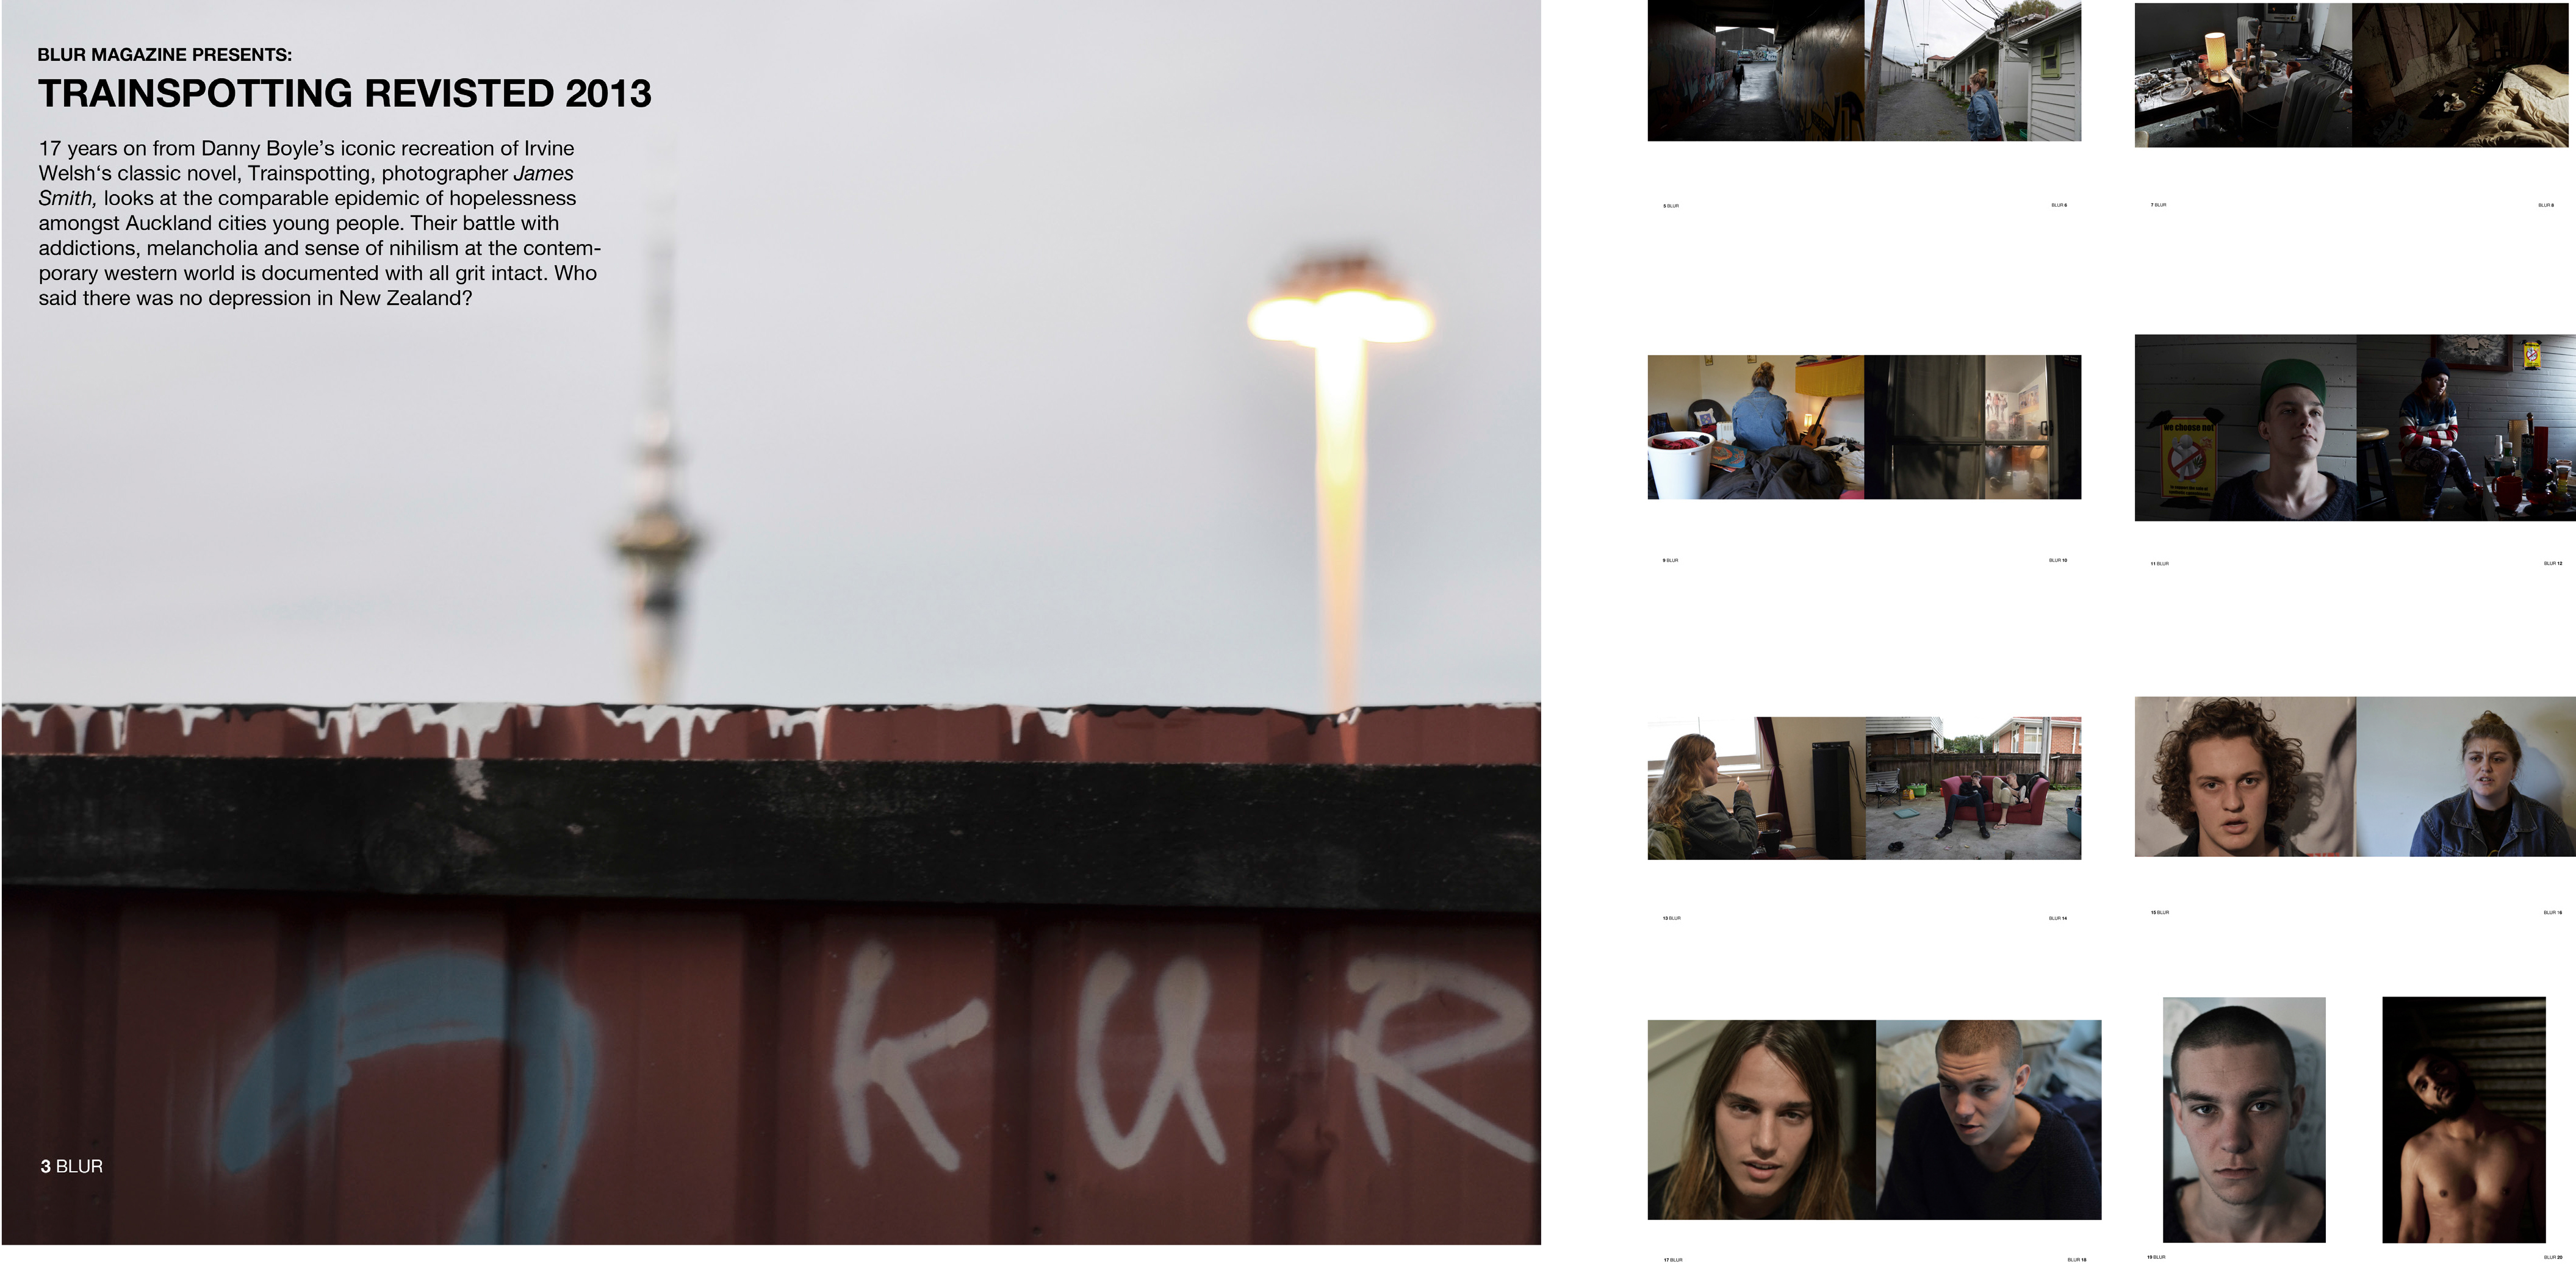 BLUR MAGAZINE PRESENTS:
TRAINSPOTTING REVISTED 2013
17 years on from Danny Boyle’s iconic recreation of Irvine
Welsh‘s classic novel, Trainspotting, photographer James
Smith, looks at the comparable epidemic of hopelessness
amongst Auckland cities young people. Their battle with
addictions, melancholia and sense of nihilism at the contem-
porary western world is documented with all grit intact. Who
said there was no depression in New Zealand?
KUR
3 BLUR
5 BLUR
BLUR 6
7 BLUR
BLUR 8
9 BLUR
BLUR 10
we choose not
11 BLUR
BLUR 12
13 BLUR
BLUR 14
15 BLUR
BLUR 16
17 BLUR
BLUR 18
19 BLUR
BLUR 20